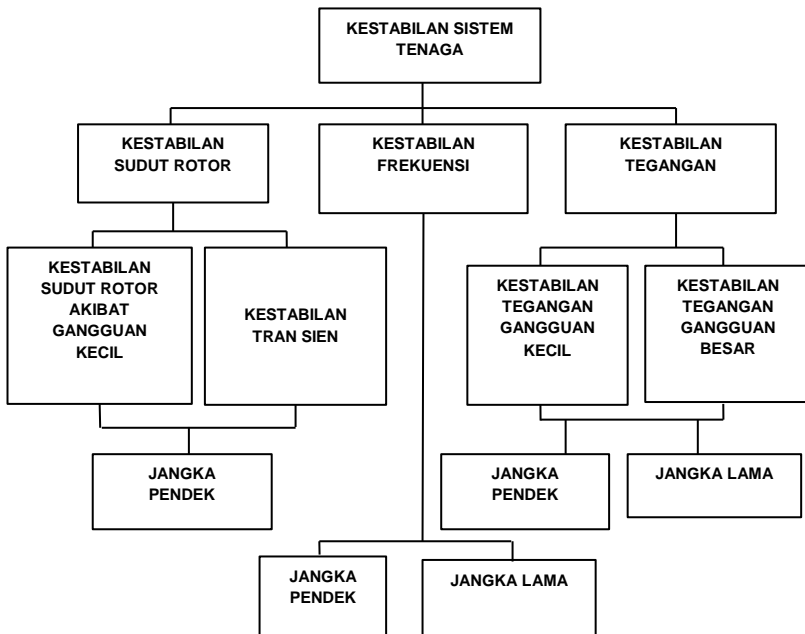 KESTABILAN SISTEM
TENAGA
KESTABILAN
SUDUT ROTOR
KESTABILAN
FREKUENSI
KESTABILAN
TEGANGAN
KESTABILAN
SUDUT ROTOR
AKIBAT
GANGGUAN
KECIL
KESTABILAN
TRAN SIEN
KESTABILAN
TEGANGAN
GANGGUAN
KECIL
KESTABILAN
TEGANGAN
GANGGUAN
BESAR
JANGKA
PENDEK
JANGKA
PENDEK
JANGKA LAMA
JANGKA
PENDEK
JANGKA LAMA